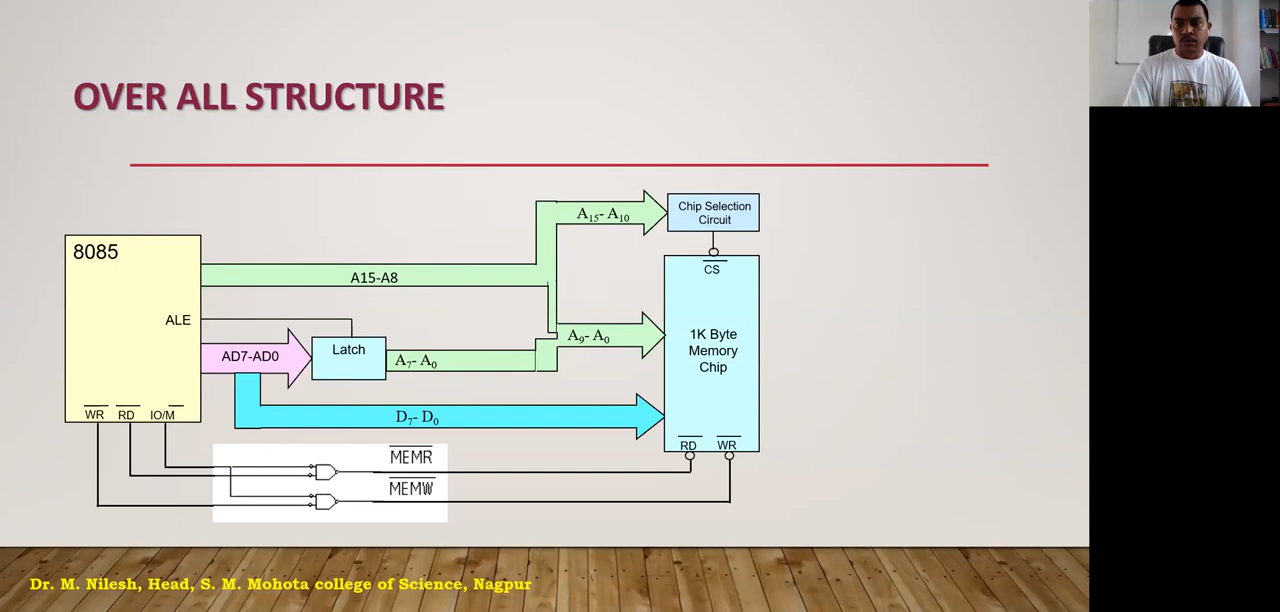 OVER ALL STRUCTURE
8085
ALE
AD7-AD0
WR RD IO/M
A15-A8
Latch
A7- A0
D7- D0
A15- A10
A9- A0
Chip Selection
Circuit
CS
1K Byte
Memory
Chip
RD WR
MEMR
MEMW
Dr. M. Nilesh, Head, S. M. Mohota college of Science, Nagpur